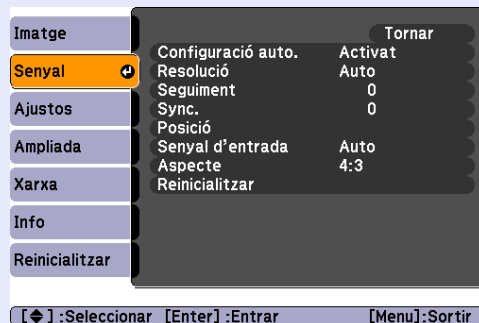 Imatge
Senyal
Ajustos
Ampliada
Xarxa
Info
Reinicialitzar
Tornar
Configuració auto. Activat
Resolució Auto
Seguiment 0
Sync. 0
Posició
Senyal d’entrada Auto
Aspecte 4:3
Reinicialitzar
[◆] :Seleccionar [Enter] :Entrar [Menu]:Sortir